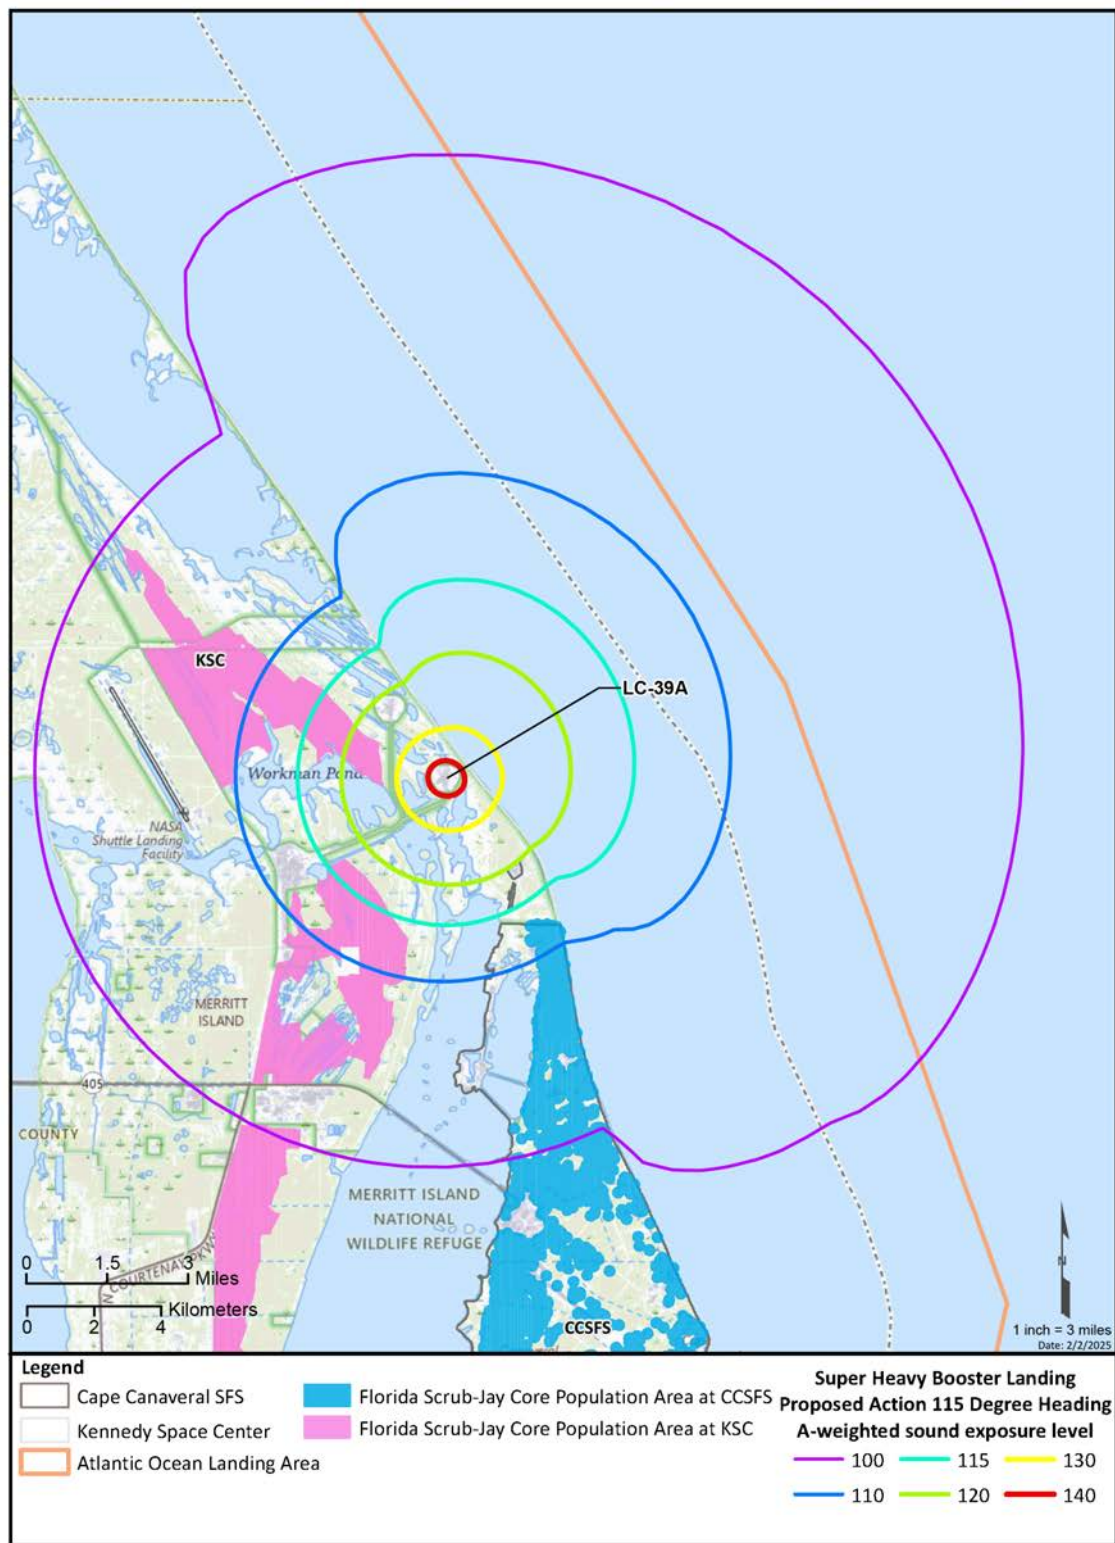 LC-39A
KSC
Workman Pond
NASA
Shuttle Landing
Facility
MERRITT
ISLAND
405
COUNTY
MERRITT ISLAND
NATIONAL
WILDLIFE REFUGE
N COURTENAY PKWY
0 1.5 3
Miles
Kilometers
0 2 4
CCSFS
N
1 inch = 3 miles
Date: 2/2/2025
Legend
Cape Canaveral SFS
Kennedy Space Center
Atlantic Ocean Landing Area
Florida Scrub-Jay Core Population Area at CCSFS
Florida Scrub-Jay Core Population Area at KSC
Super Heavy Booster Landing
Proposed Action 115 Degree Heading
A-weighted sound exposure level
100 115 130
110 120 140